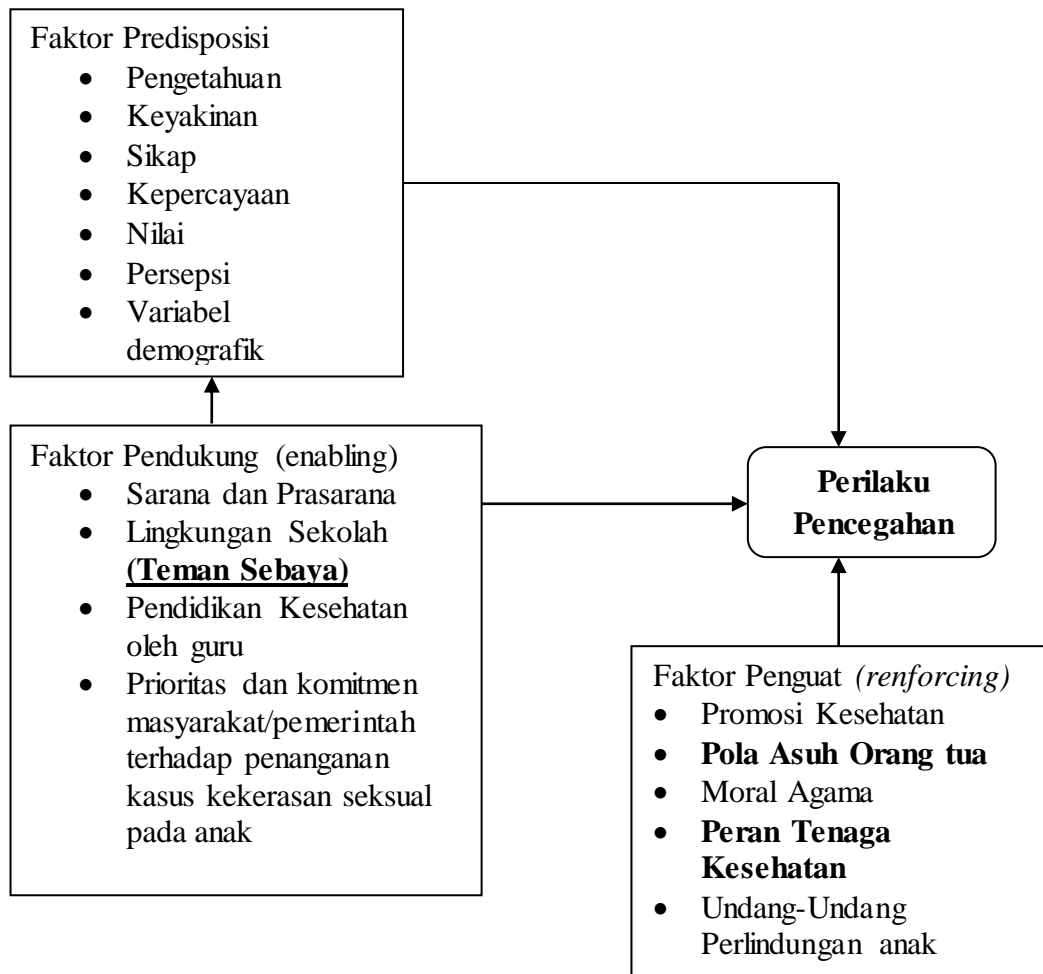 Faktor Predisposisi
• Pengetahuan
• Keyakinan
• Sikap
• Kepercayaan
• Nilai
• Persepsi
• Variabel
demografik
Faktor Pendukung (enabling)
• Sarana dan Prasarana
• Lingkungan Sekolah
(Teman Sebaya)
• Pendidikan Kesehatan
oleh guru
• Prioritas dan komitmen
masyarakat/pemerintah
terhadap penanganan
kasus kekerasan seksual
pada anak
Perilaku
Pencegahan
Faktor Penguat (renforcing)
• Promosi Kesehatan
• Pola Asuh Orang tua
• Moral Agama
• Peran Tenaga
Kesehatan
• Undang-Undang
Perlindungan anak